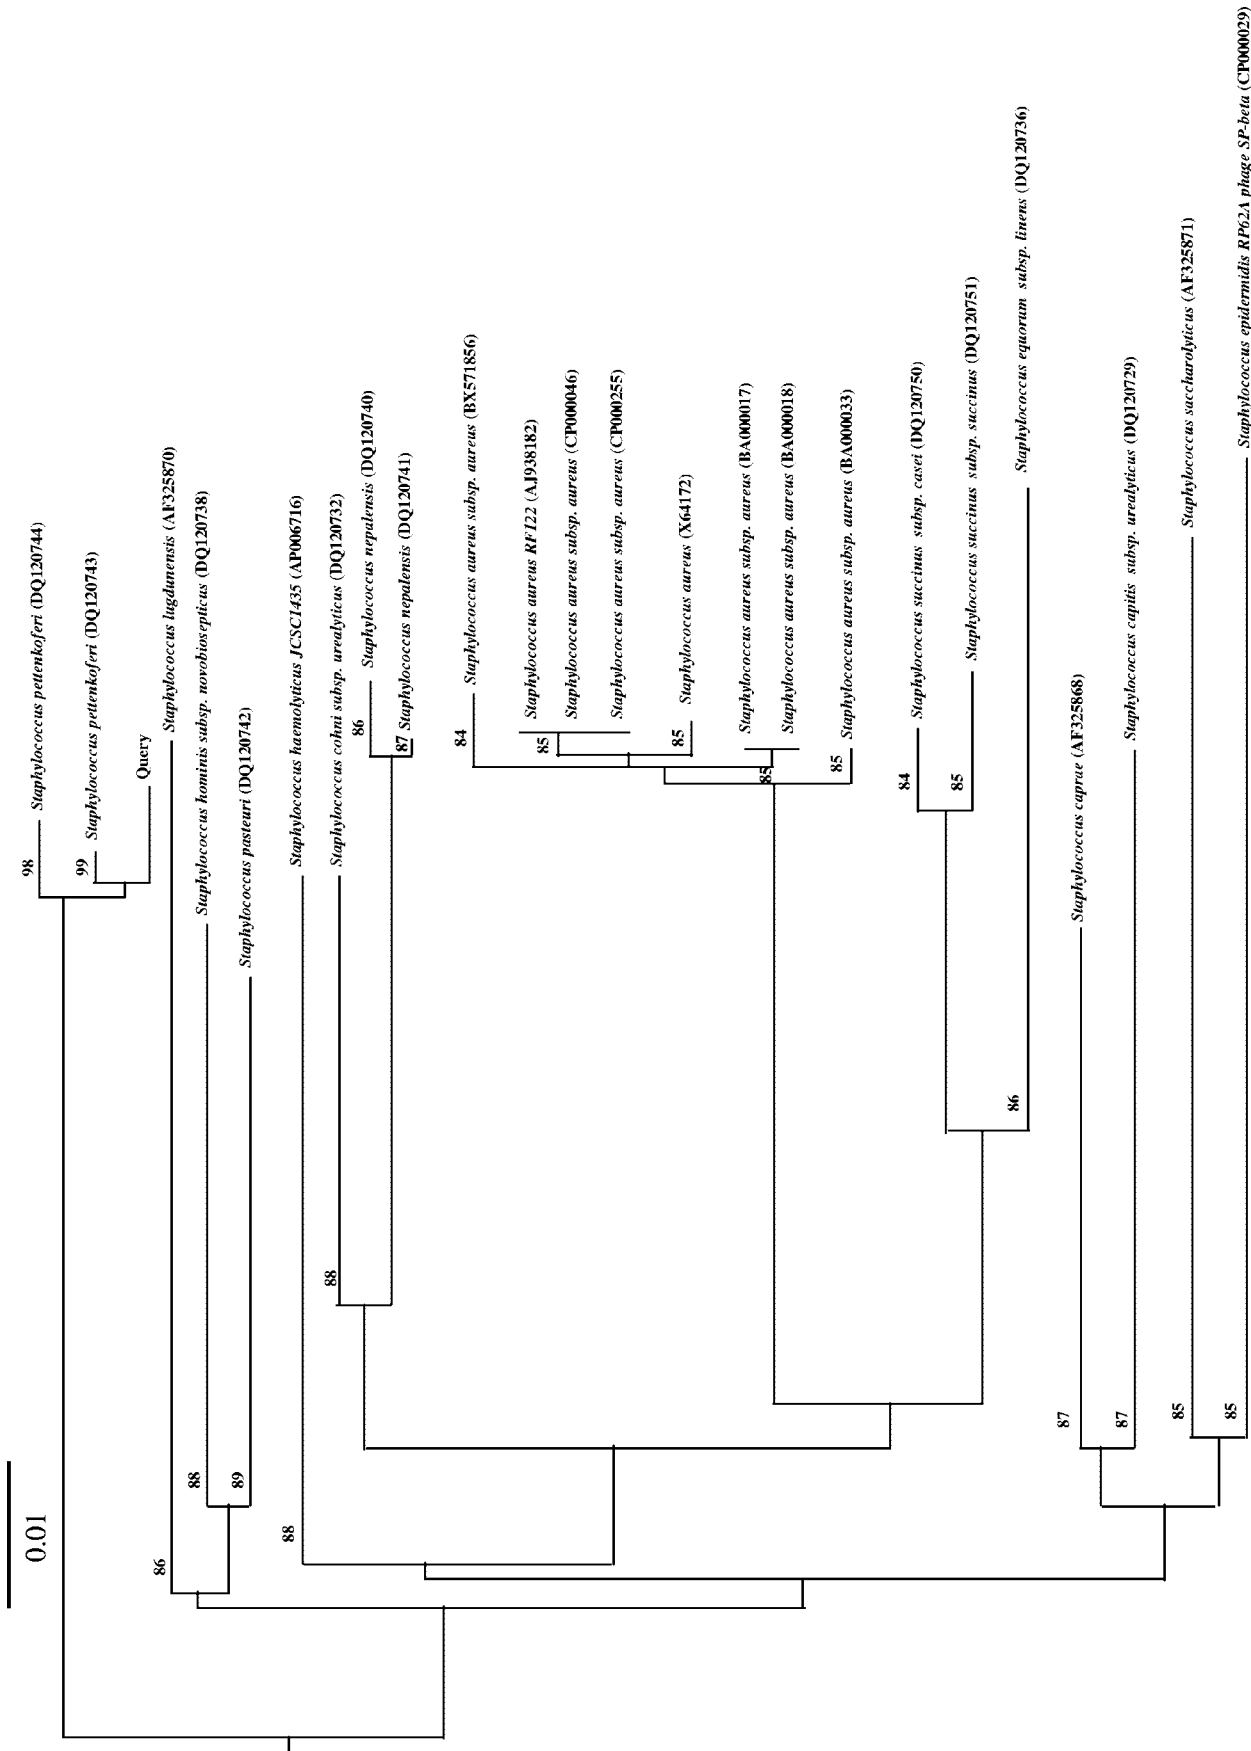 0.01
98
Staphylococcus pettenkoferi (DQ120744)
99
Staphylococcus pettenkoferi (DQ120743)
Query
86
Staphylococcus lugdunensis (AF325870)
88
Staphylococcus hominis subsp. novobiosepticus (DQ120738)
89
Staphylococcus pasteuri (DQ120742)
88
Staphylococcus haemolyticus JCSC1435 (AP006716)
88
Staphylococcus cohni subsp. urealyticus (DQ120732)
86
Staphylococcus nepalensis (DQ120740)
87
Staphylococcus nepalensis (DQ120741)
84
Staphylococcus aureus subsp. aureus (BX571856)
Staphylococcus aureus RF122 (AJ938182)
85
Staphylococcus aureus subsp. aureus (CP000046)
Staphylococcus aureus subsp. aureus (CP000255)
85
Staphylococcus aureus (X64172)
Staphylococcus aureus subsp. aureus (BA000017)
85
Staphylococcus aureus subsp. aureus (BA000018)
85
Staphylococcus aureus subsp. aureus (BA000033)
84
Staphylococcus succinus subsp. casei (DQ120750)
85
Staphylococcus succinus subsp. succinus (DQ120751)
86
Staphylococcus equorum subsp. linens (DQ120736)
87
Staphylococcus caprae (AF325868)
87
Staphylococcus capitis subsp. urealyticus (DQ120729)
85
Staphylococcus saccharolyticus (AF325871)
85
Staphylococcus epidermidis RP62A phage SP-beta (CP000029)